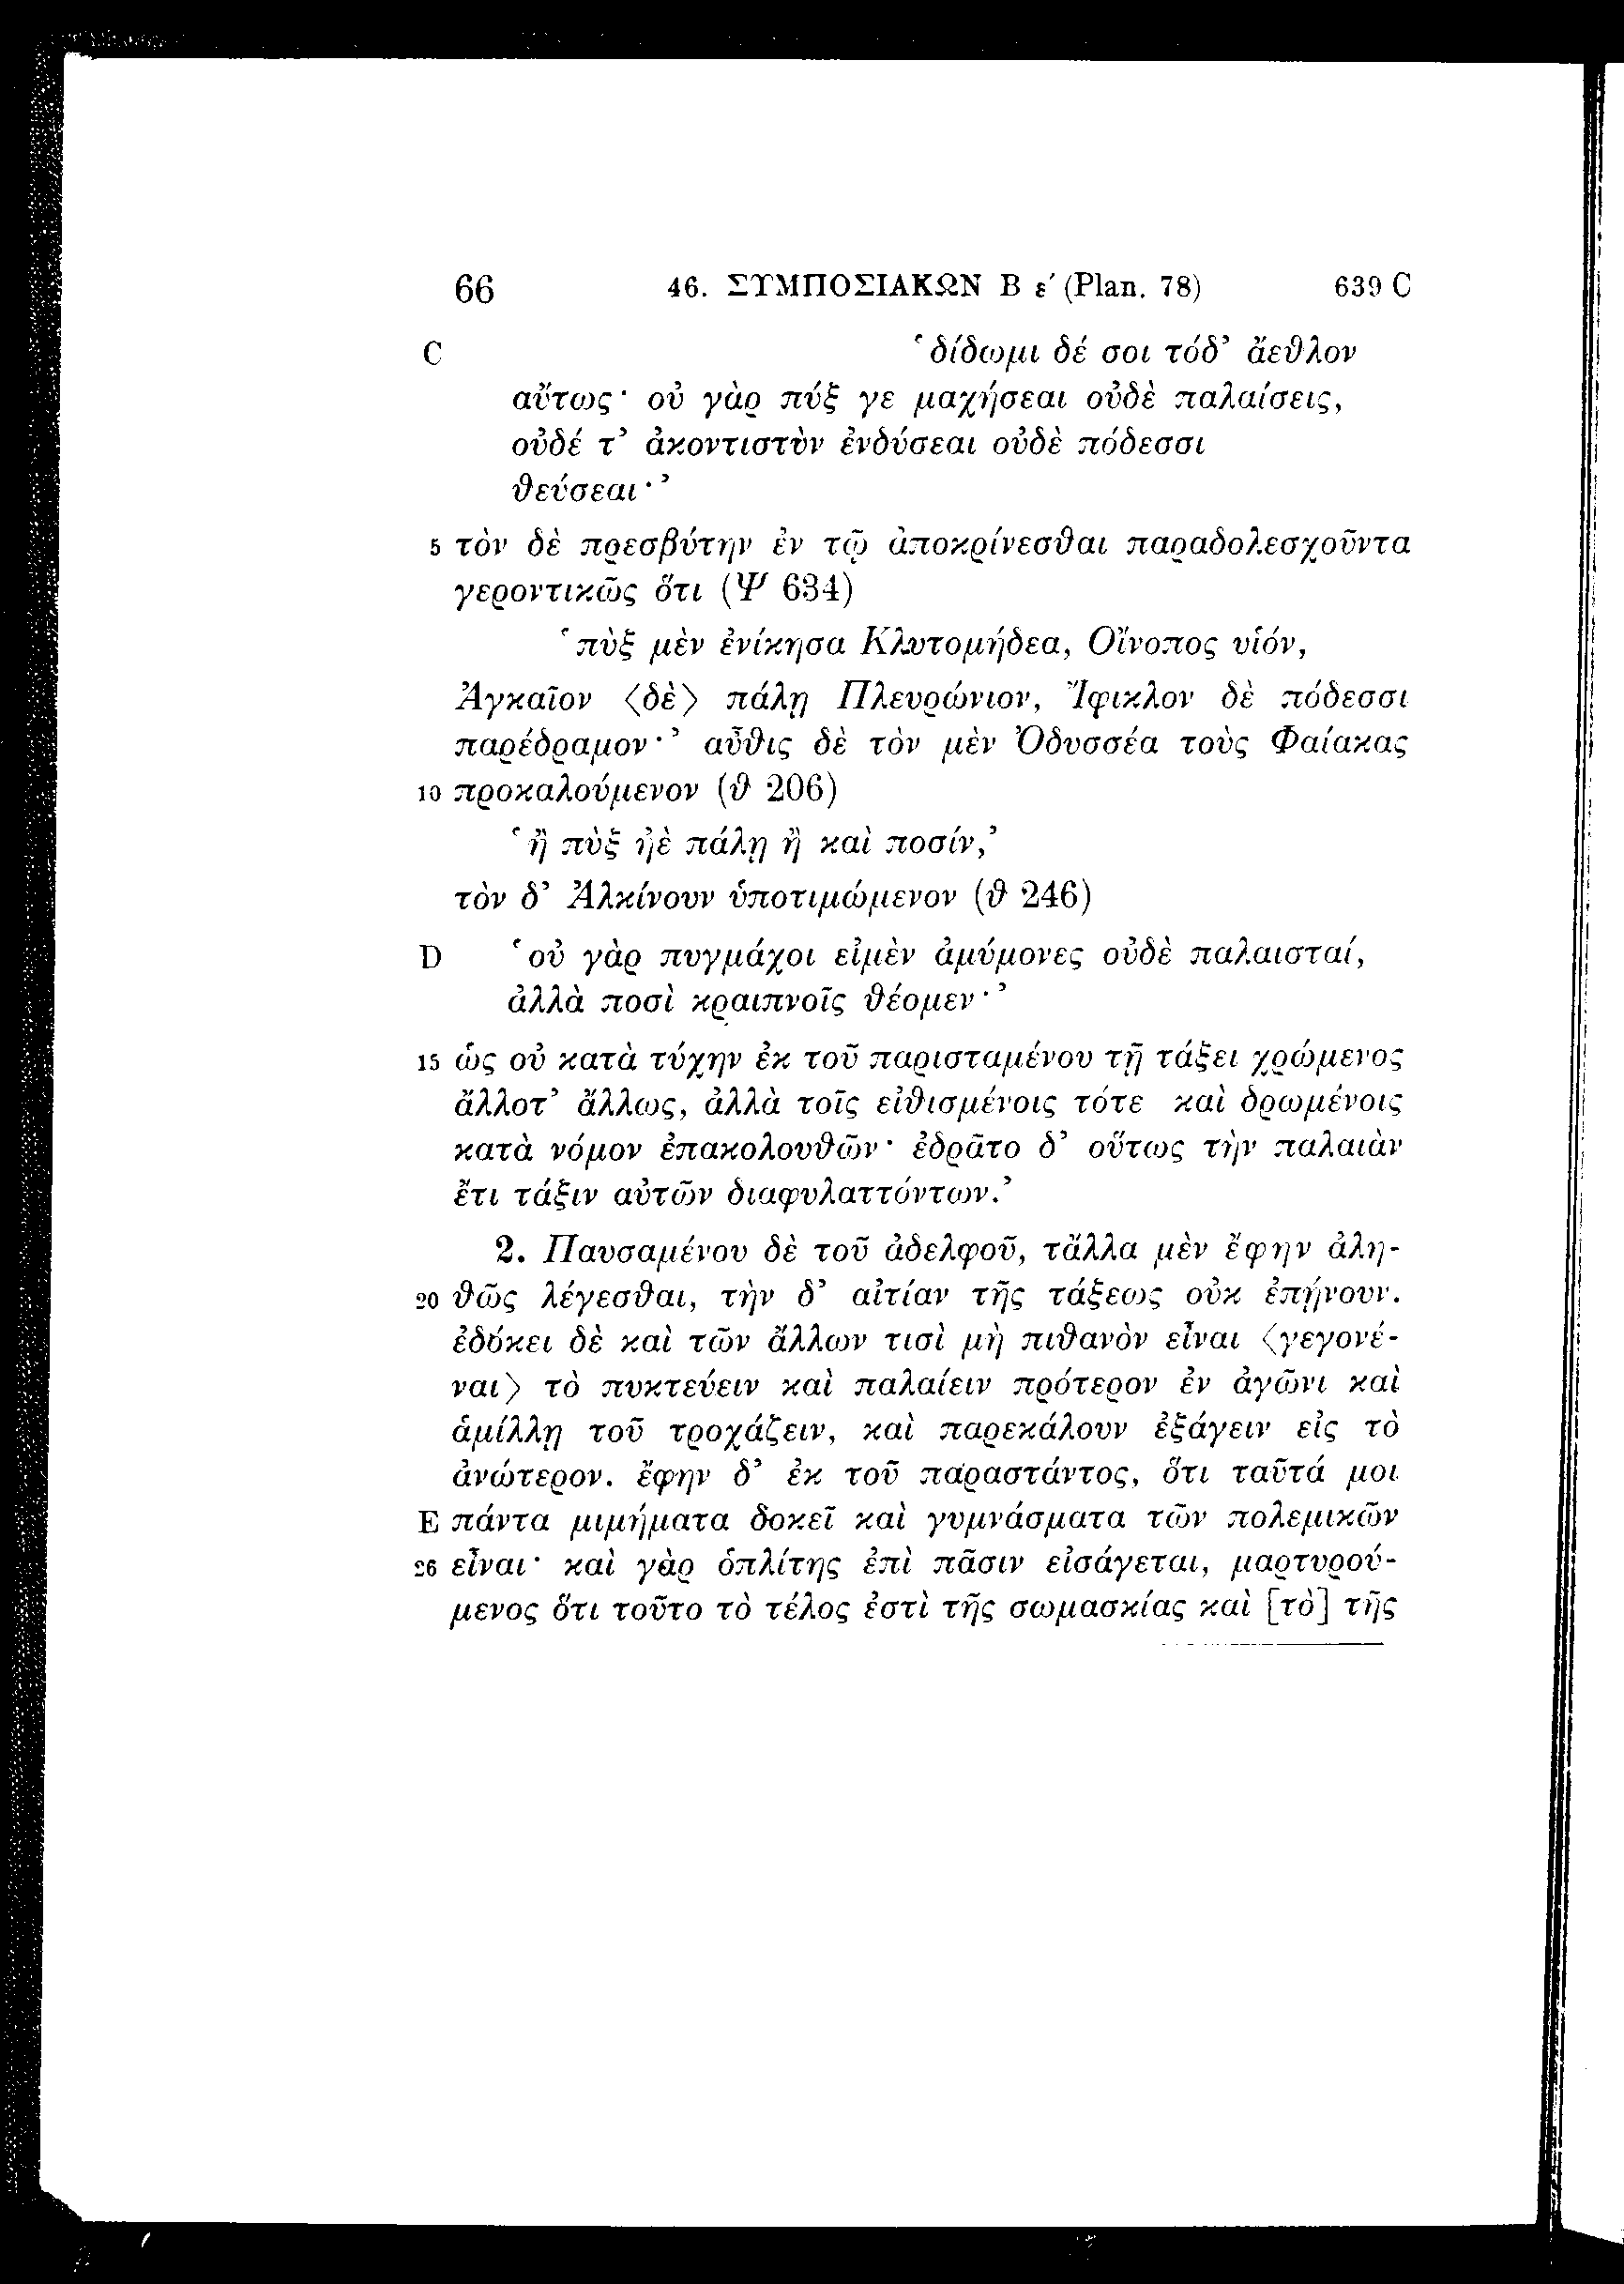 66 46. ΣΥΜΠΟΣΙΑΚΩΝ Β ε΄ (Plan. 78) 639 C
C ‘δίδωμι δέ σοι τόδ’ ἄεθλον
αὔτως· οὐ γὰρ πύξ γε μαχήσεαι οὐδὲ παλαίσεις,
οὐδέ τ’ ἀκοντιστὺν ἐνδύσεαι οὐδὲ πόδεσσι
θεύσεαι·’
5 τὸν δὲ πρεσβύτην ἐν τῷ ἀποκρίνεσθαι παραδολεσχοῦντα
γεροντικῶς ὅτι (Ψ 634)
‘πὺξ μὲν ἐνίκησα Κλυτομήδεα, Οἴνοπος υἱόν,
Ἀγκαῖον ⟨δὲ⟩ πάλῃ Πλευρώνιον, Ἴφικλον δὲ πόδεσσι
παρέδραμον·’ αὖθις δὲ τὸν μὲν Ὀδυσσέα τοὺς Φαίακας
10 προκαλούμενον (θ 206)
‘ἢ πὺξ ἠὲ πάλῃ ἢ καὶ ποσίν,’
τὸν δ’ Ἀλκίνουν ὑποτιμώμενον (θ 246)
D ‘οὐ γὰρ πυγμάχοι εἰμὲν ἀμύμονες οὐδὲ παλαισταί,
ἀλλὰ ποσὶ κραιπνοῖς θέομεν·’
15 ὡς οὐ κατὰ τύχην ἐκ τοῦ παρισταμένου τῇ τάξει χρώμενος
ἄλλοτ’ ἄλλως, ἀλλὰ τοῖς εἰθισμένοις τότε καὶ δρωμένοις
κατὰ νόμον ἐπακολουθῶν· ἐδρᾶτο δ’ οὕτως τὴν παλαιὰν
ἔτι τάξιν αὐτῶν διαφυλαττόντων.’
2. Παυσαμένου δὲ τοῦ ἀδελφοῦ, τἄλλα μὲν ἔφην ἀλη-
20 θῶς λέγεσθαι, τὴν δ’ αἰτίαν τῆς τάξεως οὐκ ἐπῄνουν.
ἐδόκει δὲ καὶ τῶν ἄλλων τισὶ μὴ πιθανὸν εἶναι ⟨γεγονέ-
ναι⟩ τὸ πυκτεύειν καὶ παλαίειν πρότερον ἐν ἀγῶνι καὶ
ἁμίλλῃ τοῦ τροχάζειν, καὶ παρεκάλουν ἐξάγειν εἰς τὸ
ἀνώτερον. ἔφην δ’ ἐκ τοῦ παραστάντος, ὅτι ταῦτά μοι
E πάντα μιμήματα δοκεῖ καὶ γυμνάσματα τῶν πολεμικῶν
26 εἶναι· καὶ γὰρ ὁπλίτης ἐπὶ πᾶσιν εἰσάγεται, μαρτυρού-
μενος ὅτι τοῦτο τὸ τέλος ἐστὶ τῆς σωμασκίας καὶ [τὸ] τῆς